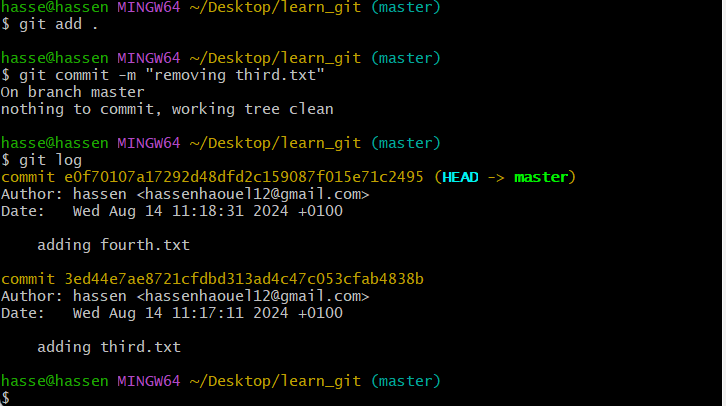 hasse@hassen MINGW64 ~/Desktop/learn_git (master)
$ git add .
hasse@hassen MINGW64 ~/Desktop/learn_git (master)
$ git commit -m "removing third.txt"
On branch master
nothing to commit, working tree clean
hasse@hassen MINGW64 ~/Desktop/learn_git (master)
$ git log
commit e0f70107a17292d48dfd2c159087f015e71c2495 (HEAD -> master)
Author: hassen <hassenhaouel12@gmail.com>
Date:   Wed Aug 14 11:18:31 2024 +0100
    adding fourth.txt
commit 3ed44e7ae8721cfdbd313ad4c47c053cfab4838b
Author: hassen <hassenhaouel12@gmail.com>
Date:   Wed Aug 14 11:17:11 2024 +0100
    adding third.txt
hasse@hassen MINGW64 ~/Desktop/learn_git (master)
$